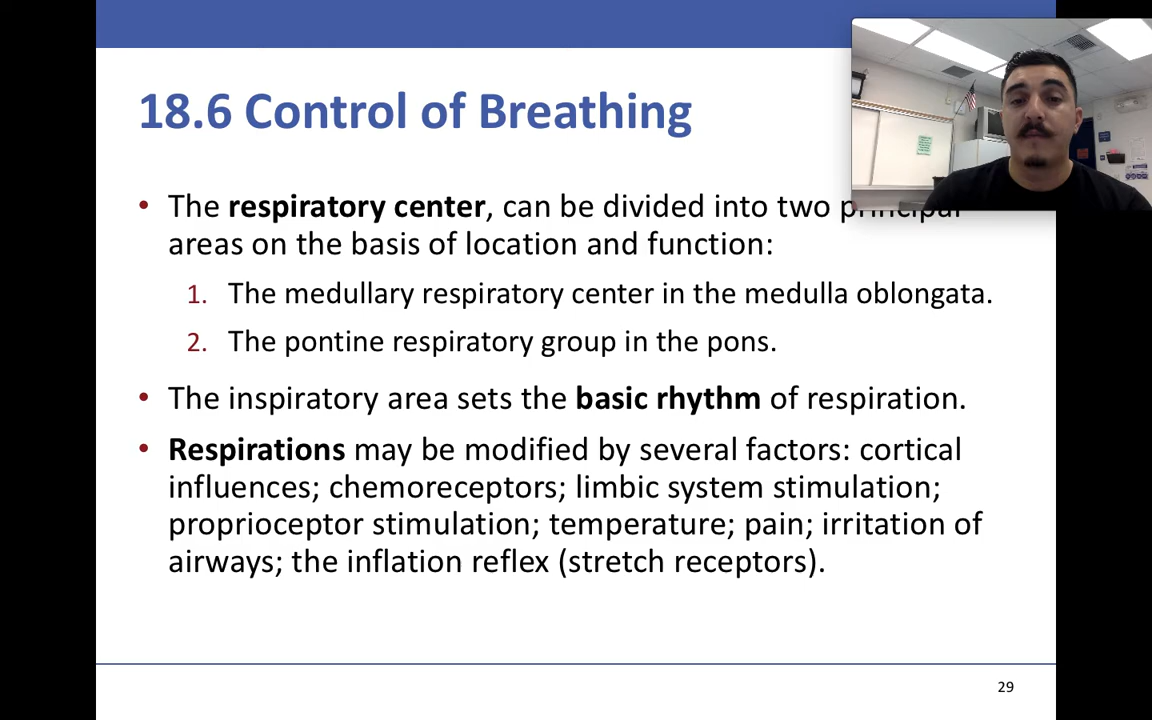 18.6 Control of Breathing
• The respiratory center, can be divided into two principal
areas on the basis of location and function:
1. The medullary respiratory center in the medulla oblongata.
2. The pontine respiratory group in the pons.
• The inspiratory area sets the basic rhythm of respiration.
• Respirations may be modified by several factors: cortical
influences; chemoreceptors; limbic system stimulation;
proprioceptor stimulation; temperature; pain; irritation of
airways; the inflation reflex (stretch receptors).
29